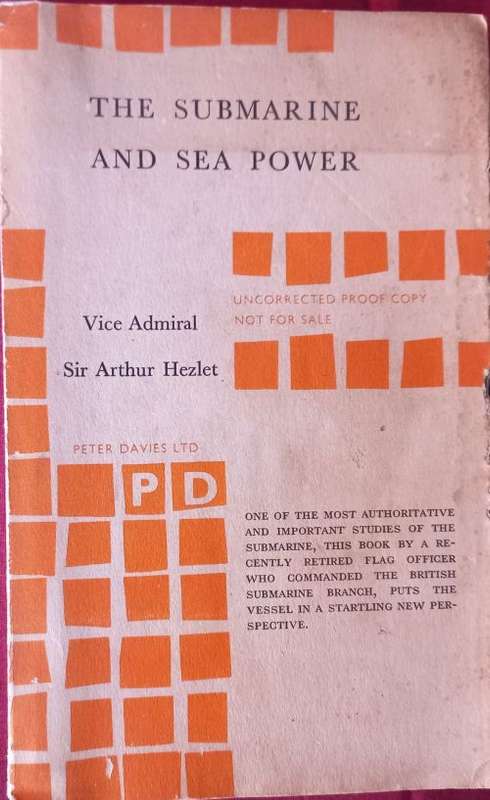 THE SUBMARINE
AND SEA POWER
UNCORRECTED PROOF COPY
NOT FOR SALE
Vice Admiral
Sir Arthur Hezlet
PETER DAVIES LTD
PD
ONE OF THE MOST AUTHORITATIVE
AND IMPORTANT STUDIES OF THE
SUBMARINE, THIS BOOK BY A RE-
CENTLY RETIRED FLAG OFFICER
WHO COMMANDED THE BRITISH
SUBMARINE BRANCH, PUTS THE
VESSEL IN A STARTLING NEW PER-
SPECTIVE.